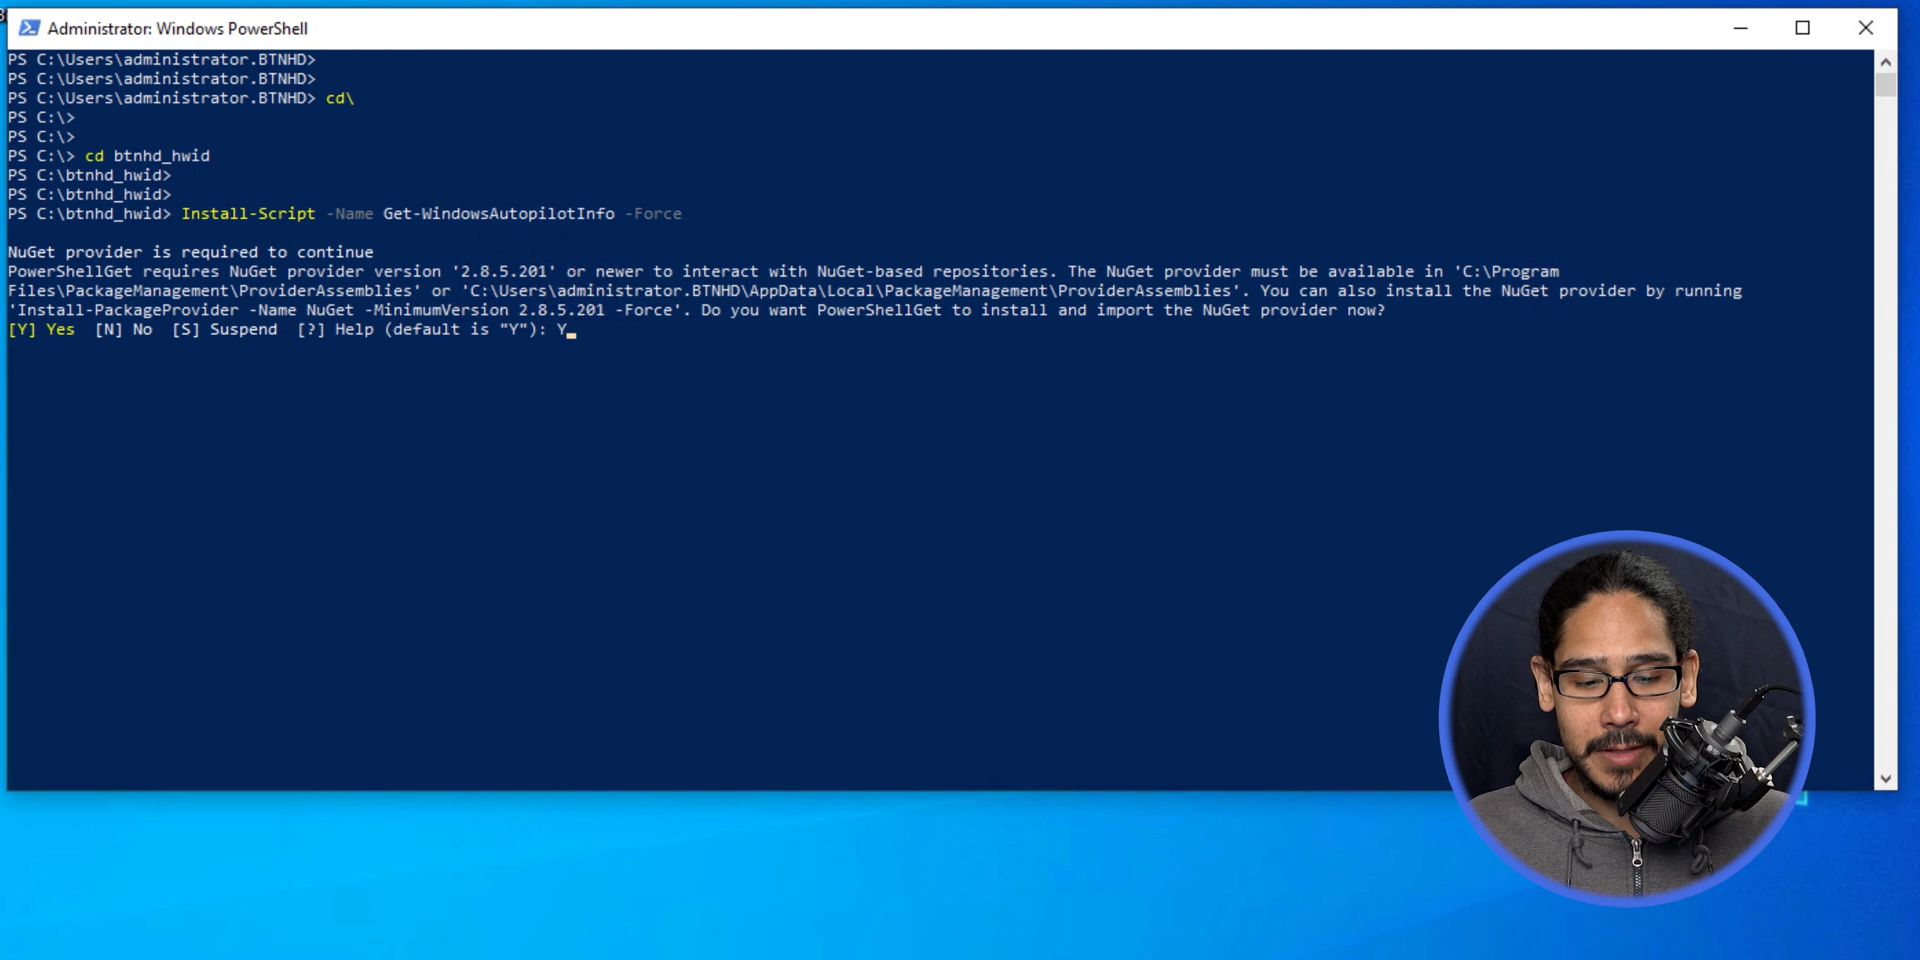 Administrator: Windows PowerShell
PS C:\Users\administrator.BTNHD>
PS C:\Users\administrator.BTNHD>
PS C:\Users\administrator.BTNHD> cd\
PS C:\>
PS C:\>
PS C:\> cd btnhd_hwid
PS C:\btnhd_hwid>
PS C:\btnhd_hwid>
PS C:\btnhd_hwid> Install-Script -Name Get-WindowsAutopilotInfo -Force
NuGet provider is required to continue
PowerShellGet requires NuGet provider version '2.8.5.201' or newer to interact with NuGet-based repositories. The NuGet provider must be available in 'C:\Program
Files\PackageManagement\ProviderAssemblies' or 'C:\Users\administrator.BTNHD\AppData\Local\PackageManagement\ProviderAssemblies'. You can also install the NuGet provider by running
'Install-PackageProvider -Name NuGet -MinimumVersion 2.8.5.201 -Force'. Do you want PowerShellGet to install and import the NuGet provider now?
[Y] Yes  [N] No  [S] Suspend  [?] Help (default is "Y"): Y